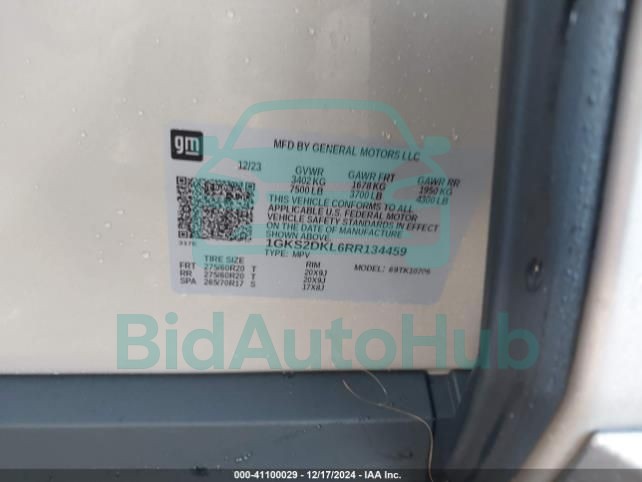 gm
MFD BY GENERAL MOTORS LLC
12/23 GVWR GAWR FRT GAWR RR
3402 KG 1678 KG 1950 KG
7500 LB 3700 LB 4300 LB
THIS VEHICLE CONFORMS TO ALL
APPLICABLE U.S. FEDERAL MOTOR
VEHICLE SAFETY STANDARDS IN EFFECT
ON THE DATE OF MANUFACTURE
SHOWN ABOVE.
1GKS2DKL6RR134459
TYPE: MPV
TIRE SIZE RIM MODEL:
FRT 275/60R20 T 20X9J
RR 275/60R20 T 20X9J
SPA 265/70R17 S 17X8J
BidAutoHub
000-41100029 - 12/17/2024 - IAA Inc.